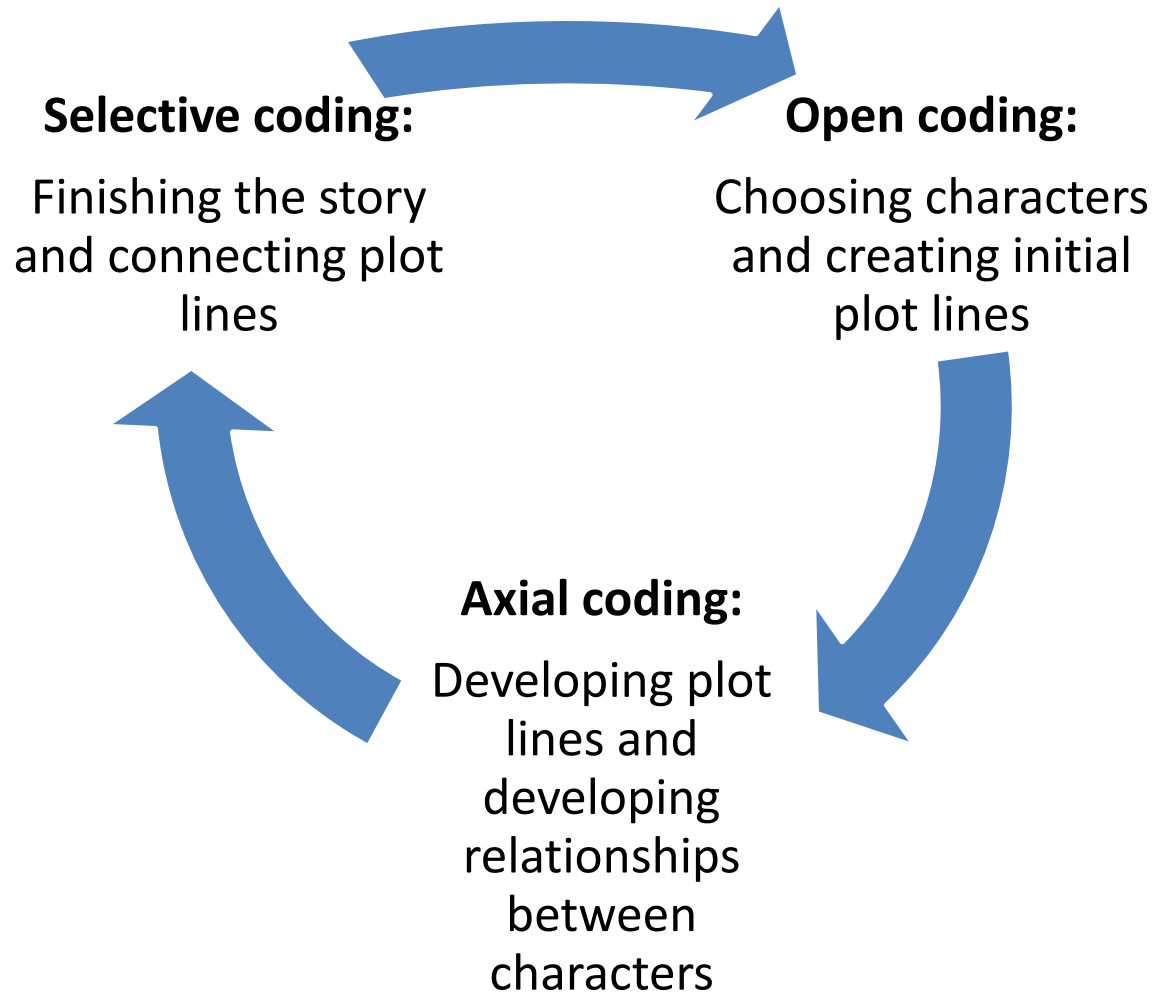 Selective coding:
Finishing the story
and connecting plot
lines
Open coding:
Choosing characters
and creating initial
plot lines
Axial coding:
Developing plot
lines and
developing
relationships
between
characters